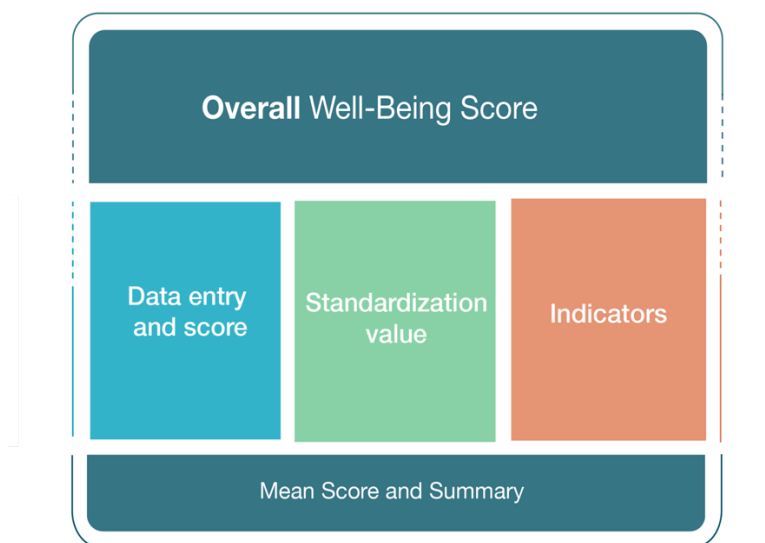 Overall Well-Being Score
Data entry
and score
Standardization
value
Indicators
Mean Score and Summary